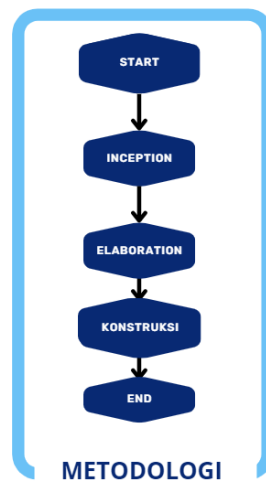 START
INCEPTION
ELABORATION
KONSTRUKSI
END
METODOLOGI